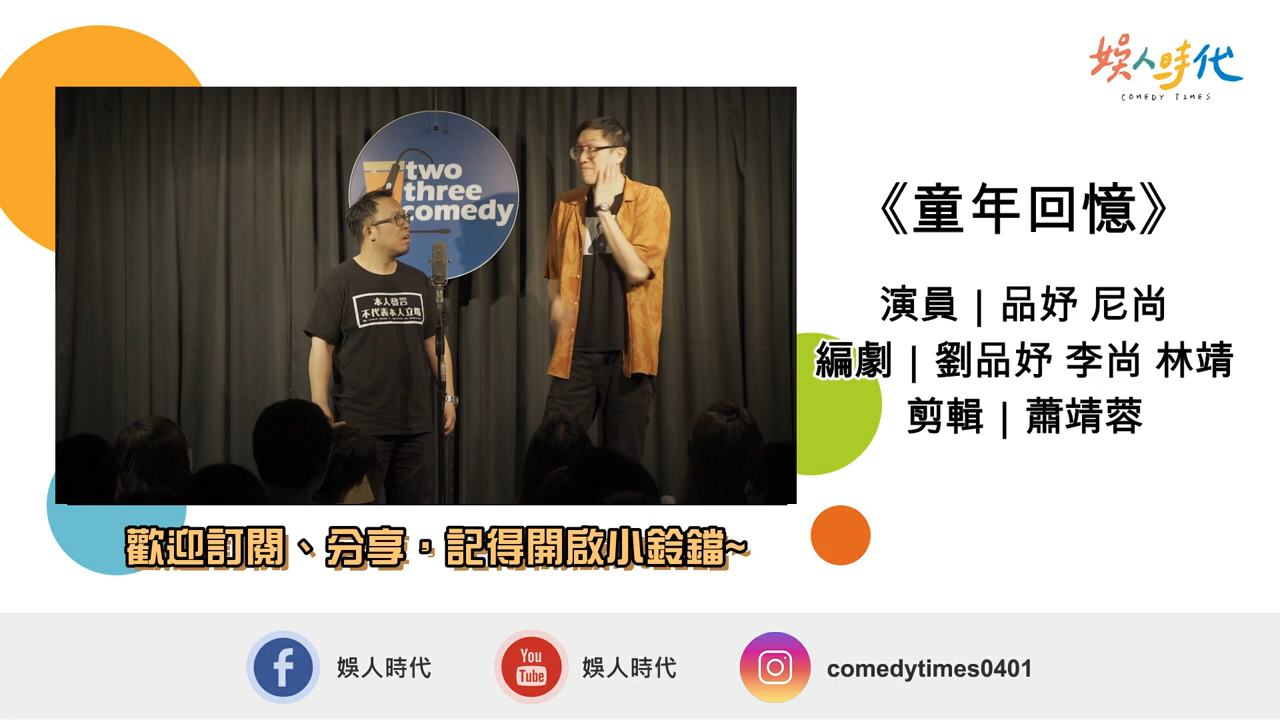 娛人時代
COMEDY TIMES
two
three
comedy
本人發言
不代表本人立場
《童年回憶》
演員 | 品妤 尼尚
編劇 | 劉品妤 李尚 林靖
剪輯 | 蕭靖蓉
歡迎訂閱、分享，記得開啟小鈴鐺~
f
娛人時代
You
Tube
娛人時代
comedytimes0401